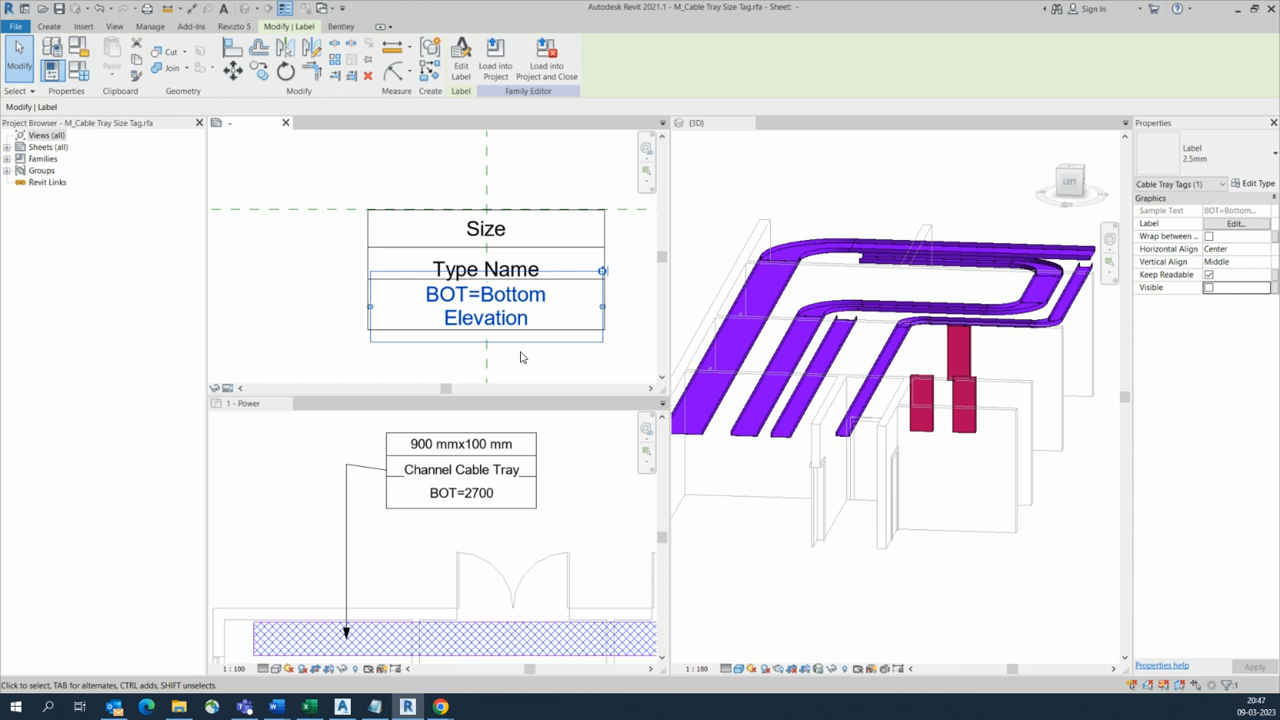 Autodesk Revit 2021.1 - M_Cable Tray Size Tag.rfa - Sheet: -
Sign In
File Create Insert View Manage Add-Ins Revizto 5 Modify | Label Bentley
Modify
Paste
Cut
Join
Edit Label
Load into Project
Load into Project and Close
Select Properties Clipboard Geometry Modify Measure Create Label Family Editor
Modify | Label
Project Browser - M_Cable Tray Size Tag.rfa
Views (all)
Sheets (all)
Families
Groups
Revit Links
-
Size
Type Name
BOT=Bottom
Elevation
1 - Power
900 mmx100 mm
Channel Cable Tray
BOT=2700
1 : 100
{3D}
LEFT
1 : 100
Properties
Label
2.5mm
Cable Tray Tags (1)
Edit Type
Graphics
Sample Text BOT=Bottom...
Label Edit...
Wrap between ...
Horizontal Align Center
Vertical Align Middle
Keep Readable
Visible
Properties help
Apply
Click to select, TAB for alternates, CTRL adds, SHIFT unselects.
:1
20:47
09-03-2023